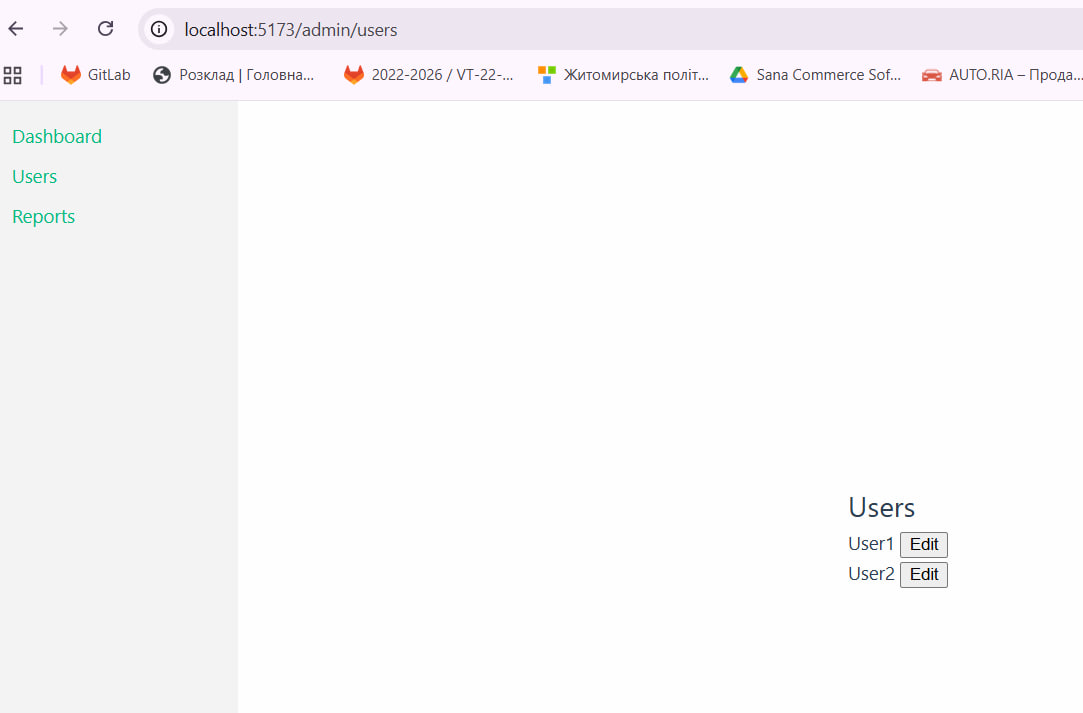 localhost:5173/admin/users
GitLab Розклад | Головна... 2022-2026 / VT-22-... Житомирська політ... Sana Commerce Sof... AUTO.RIA – Прода...
Dashboard
Users
Reports
Users
User1 Edit
User2 Edit